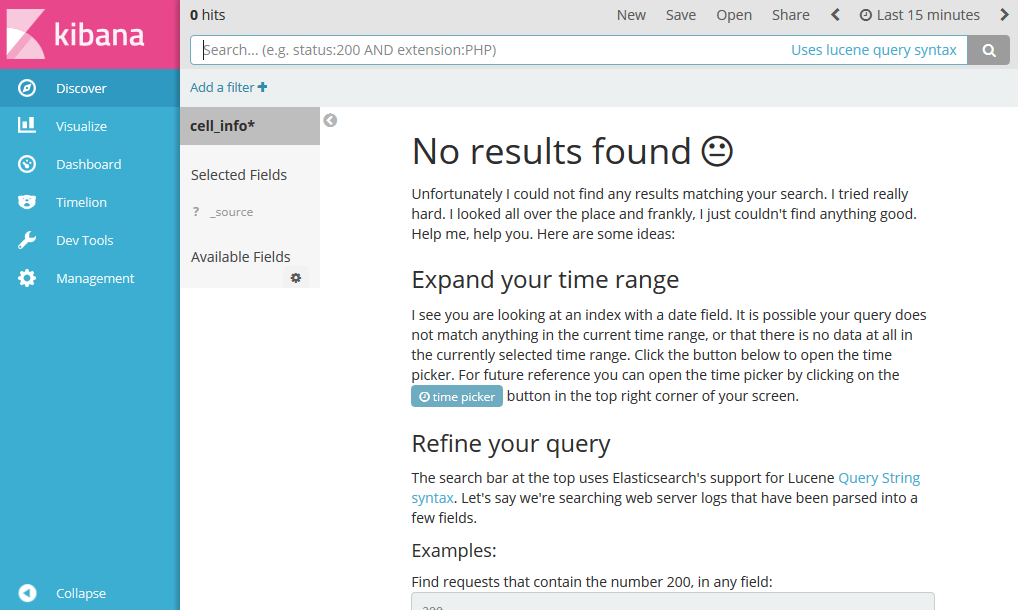 kibana
Discover
Visualize
Dashboard
Timelion
Dev Tools
Management
Collapse
0 hits
New Save Open Share Last 15 minutes
Search... (e.g. status:200 AND extension:PHP) Uses lucene query syntax
Add a filter +
cell_info*
Selected Fields
? _source
Available Fields
No results found
Unfortunately I could not find any results matching your search. I tried really
hard. I looked all over the place and frankly, I just couldn't find anything good.
Help me, help you. Here are some ideas:
Expand your time range
I see you are looking at an index with a date field. It is possible your query does
not match anything in the current time range, or that there is no data at all in
the currently selected time range. Click the button below to open the time
picker. For future reference you can open the time picker by clicking on the
time picker button in the top right corner of your screen.
Refine your query
The search bar at the top uses Elasticsearch's support for Lucene Query String
syntax. Let's say we're searching web server logs that have been parsed into a
few fields.
Examples:
Find requests that contain the number 200, in any field:
200